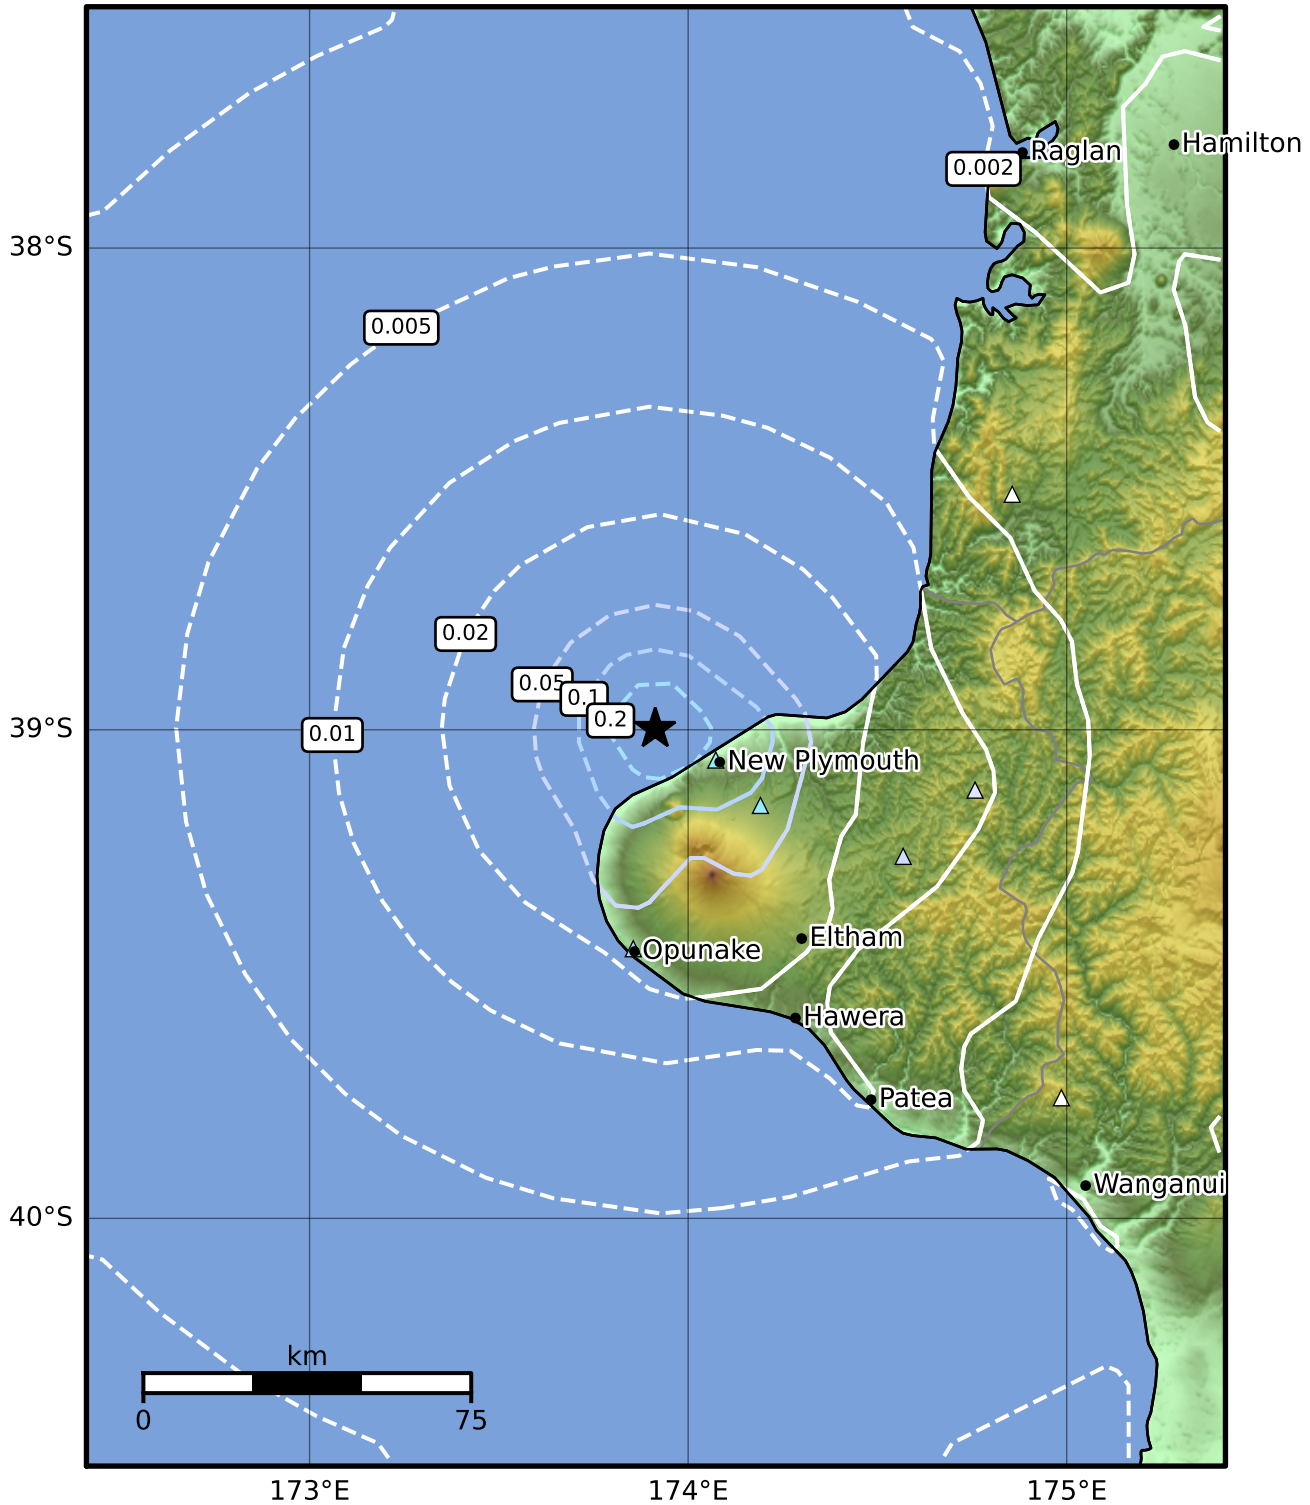 Raglan
Hamilton
0.002
38°S
0.005
0.02
0.05
0.1
0.2
39°S
0.01
New Plymouth
Eltham
Opunake
Hawera
Patea
Wanganui
40°S
km
0
75
173°E
174°E
175°E